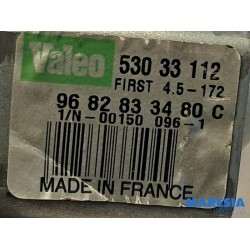 Valeo
530 33 112
FIRST 4.5-172
96 82 83 34 80 C
1/N-00150 096-1
MADE IN FRANCE
MARESIA